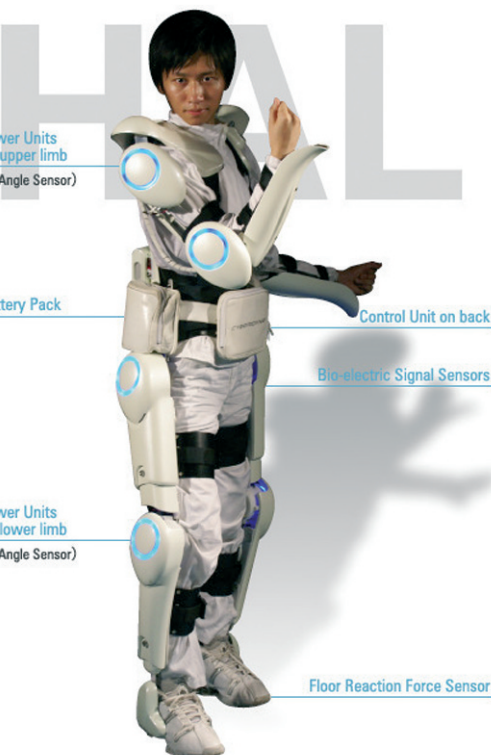 HAL
wer Units
upper limb
Angle Sensor)
ttery Pack
Control Unit on back
Bio-electric Signal Sensors
wer Units
lower limb
Angle Sensor)
Floor Reaction Force Sensor